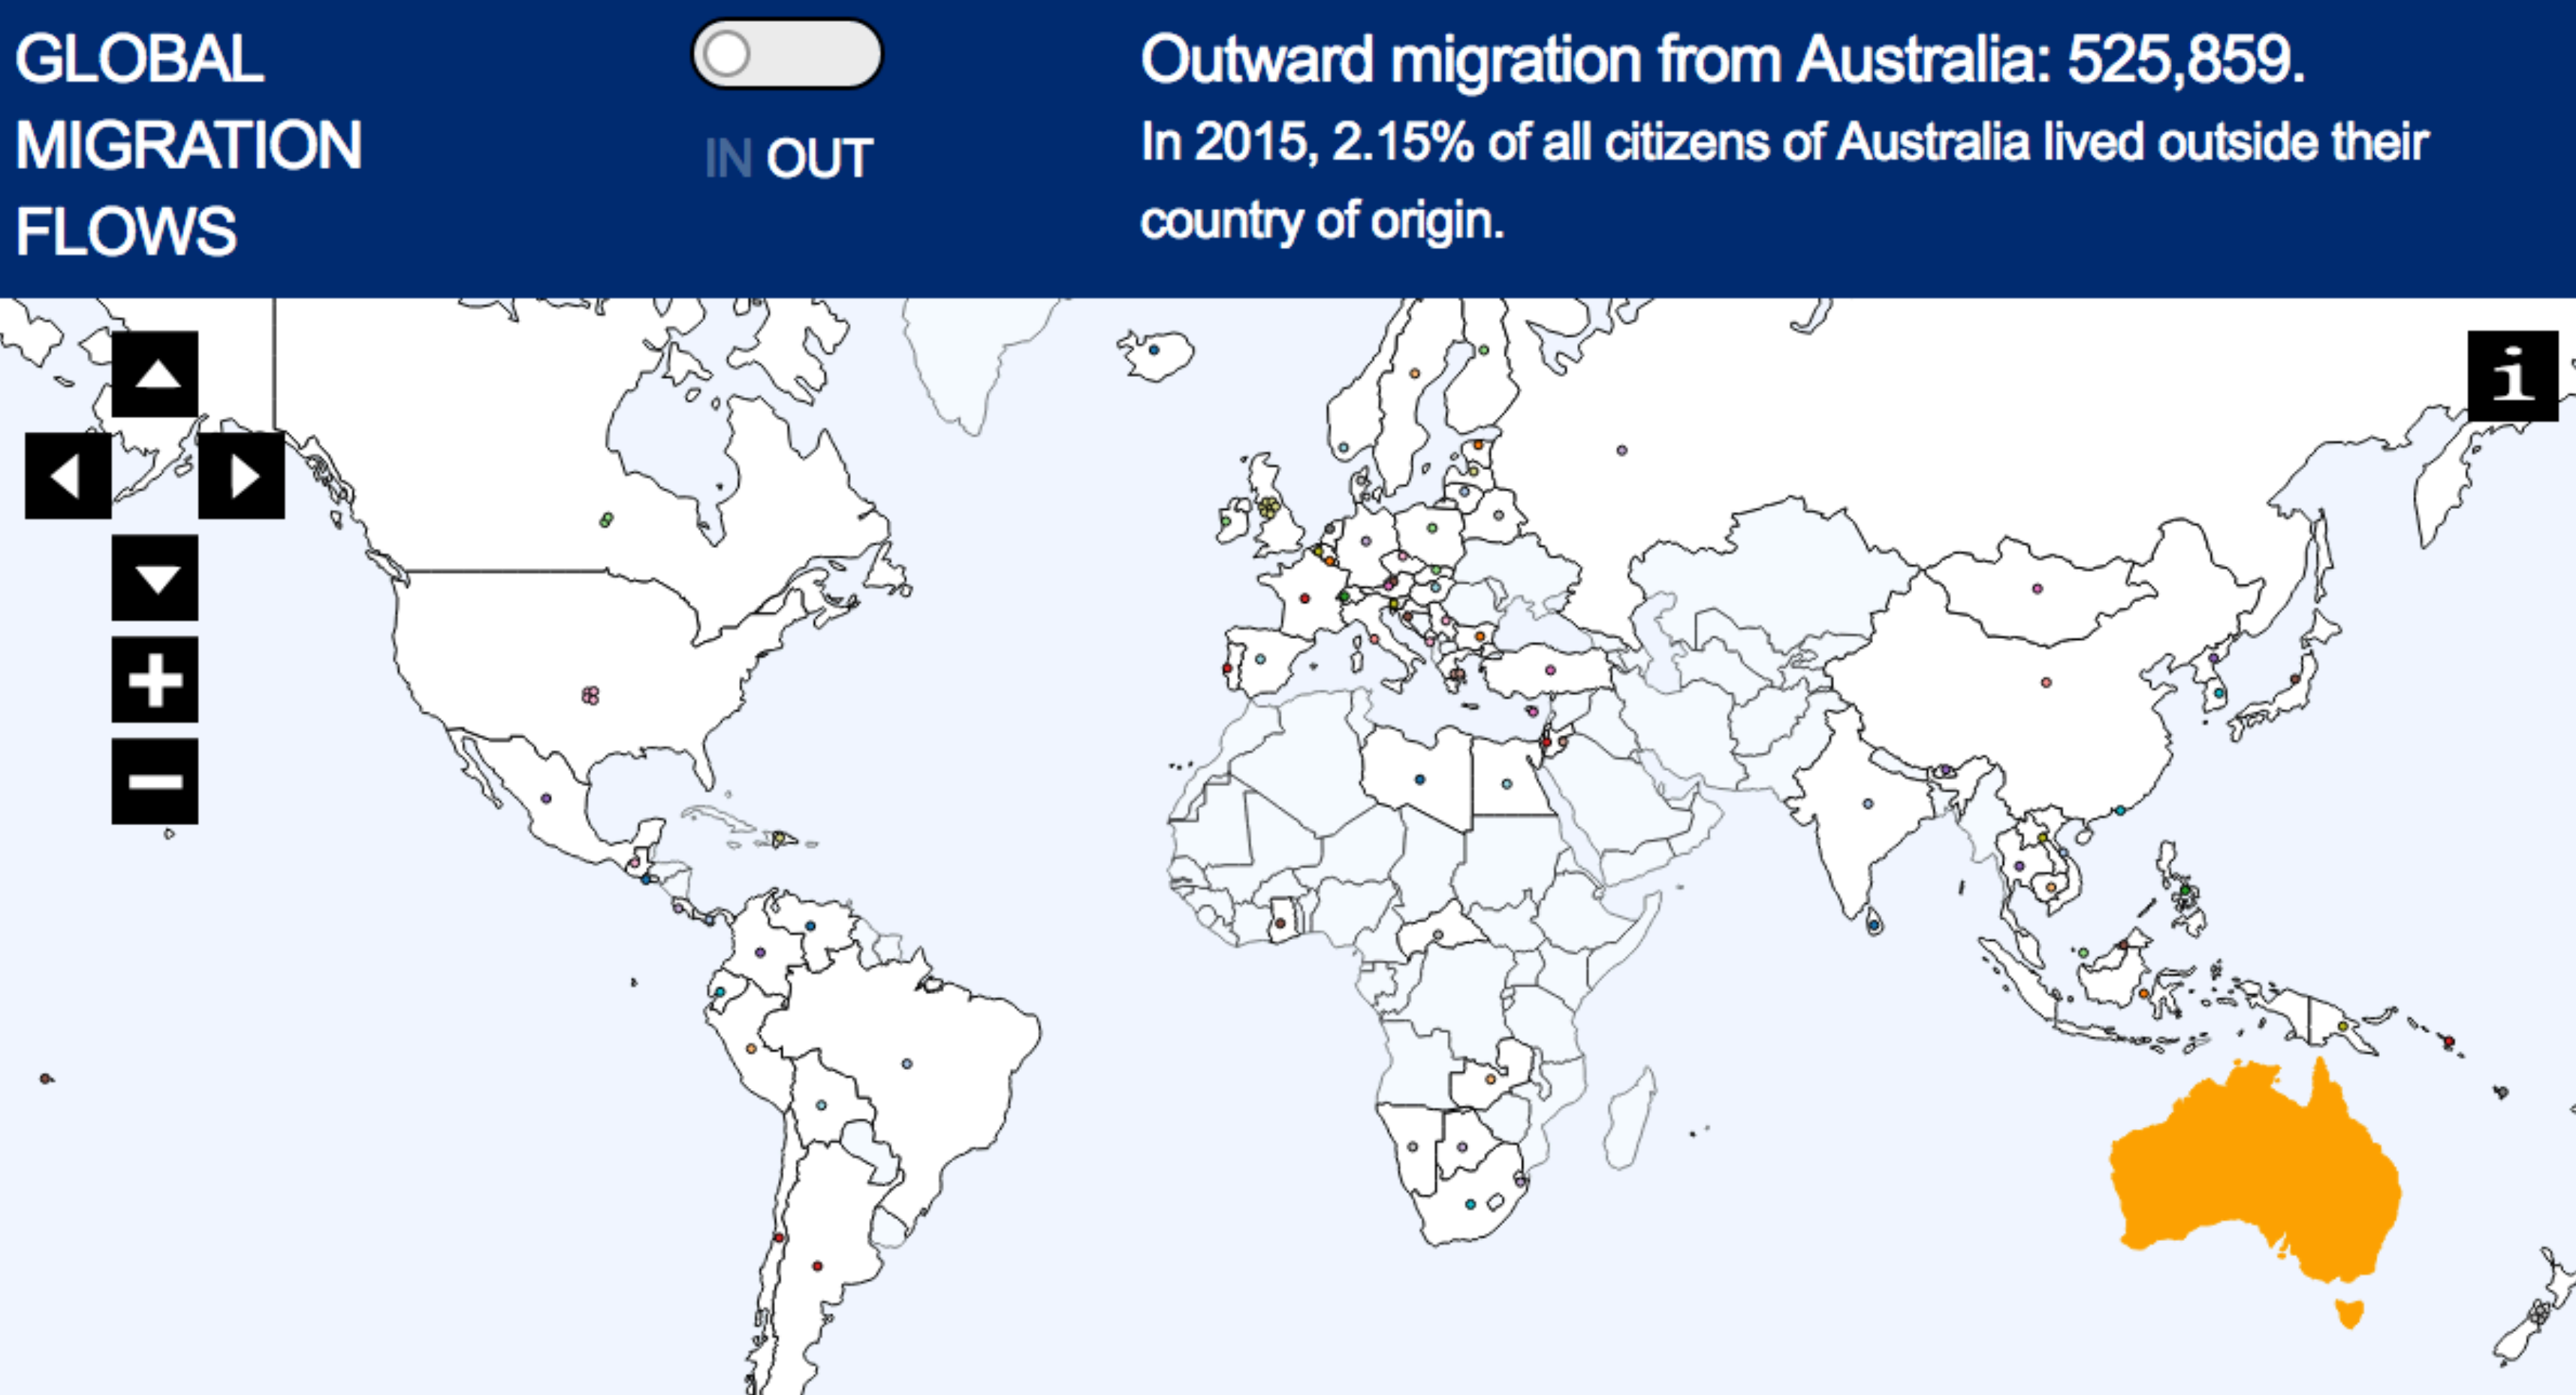 GLOBAL
MIGRATION
FLOWS
IN OUT
Outward migration from Australia: 525,859.
In 2015, 2.15% of all citizens of Australia lived outside their
country of origin.
i